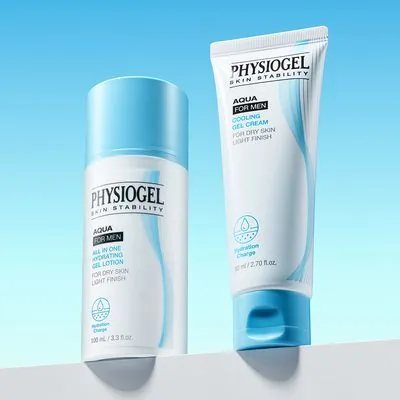 PHYSIOGEL
SKIN STABILITY
AQUA
FOR MEN
ALL IN ONE
HYDRATING
GEL LOTION
FOR DRY SKIN
LIGHT FINISH
Hydration
Charge
100 mL / 3.3 fl.oz.
PHYSIOGEL
SKIN STABILITY
AQUA
FOR MEN
COOLING
GEL CREAM
FOR DRY SKIN
LIGHT FINISH
Hydration
Charge
ml / 2.70 fl.oz.